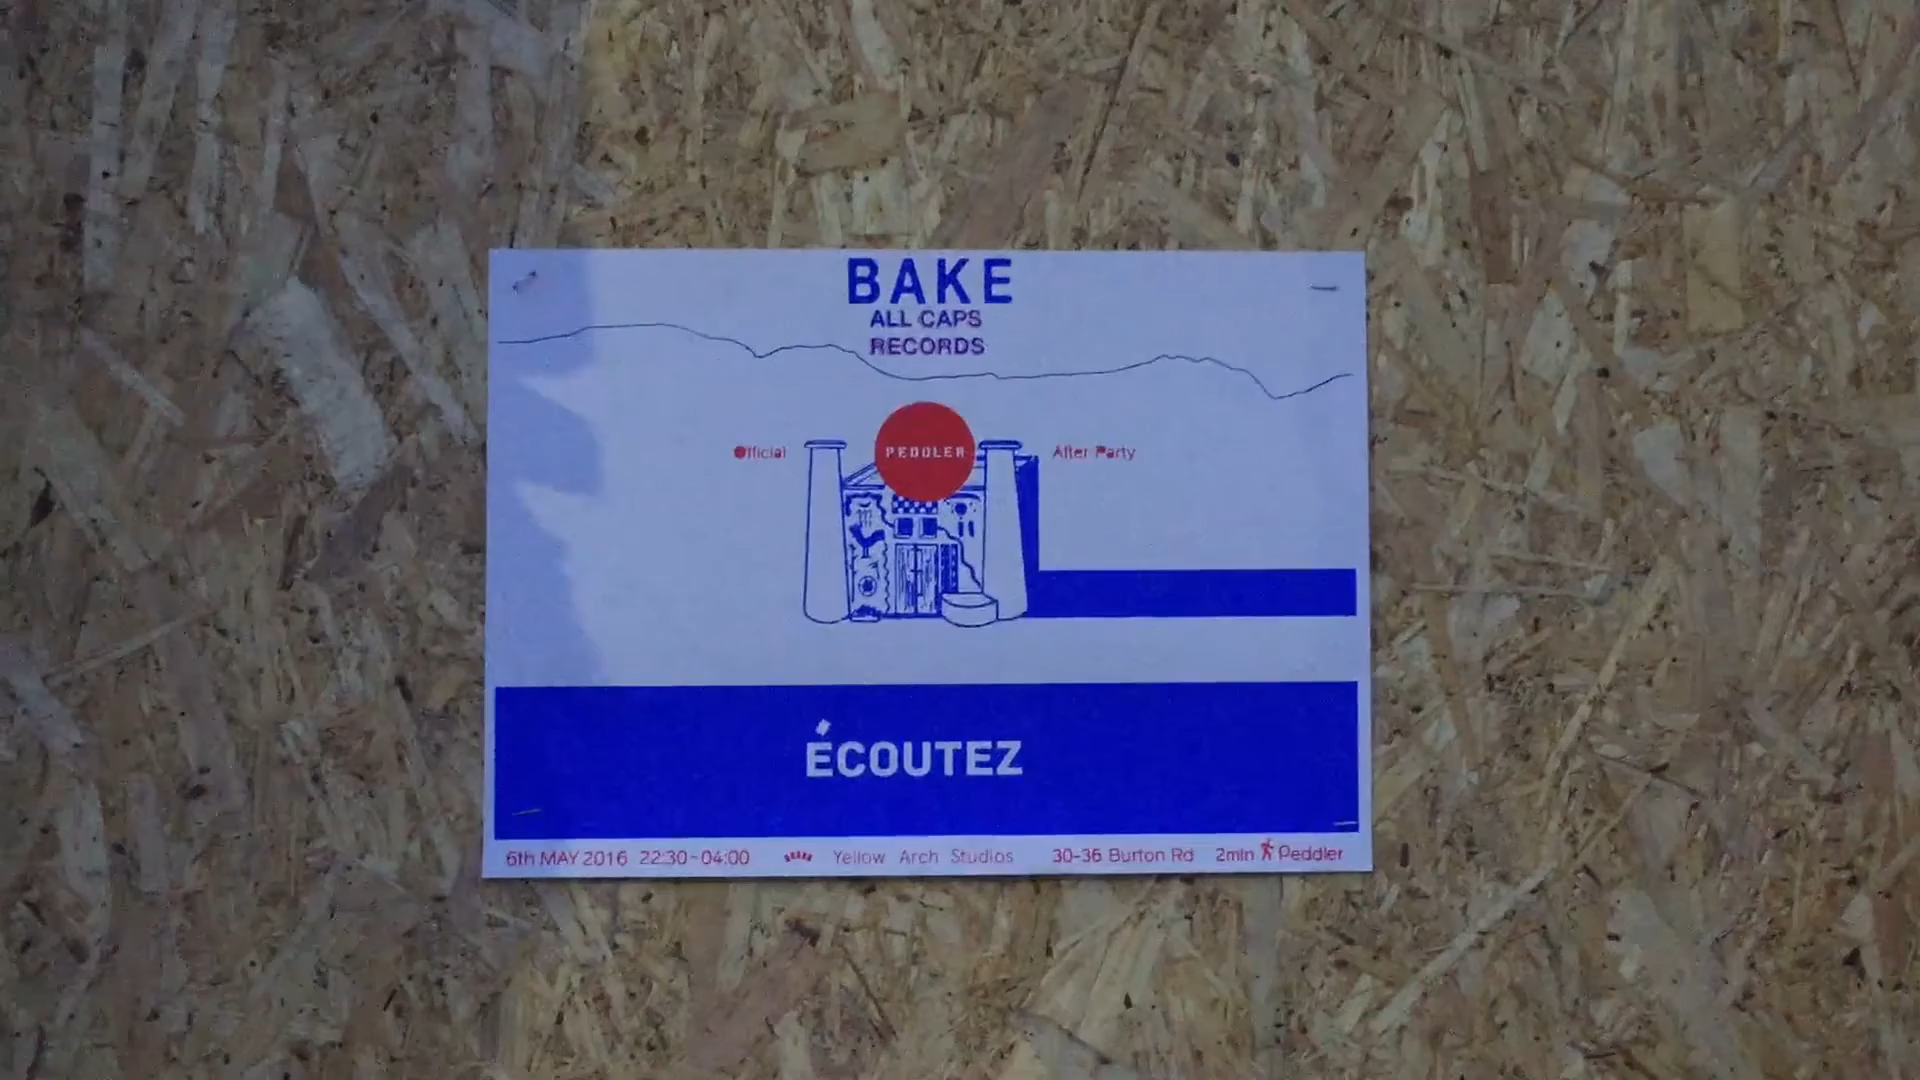 BAKE
ALL CAPS
RECORDS
Official PEDDLER After Party
ÉCOUTEZ
6th MAY 2016 22:30-04:00 Yellow Arch Studios 30-36 Burton Rd 2min Peddler